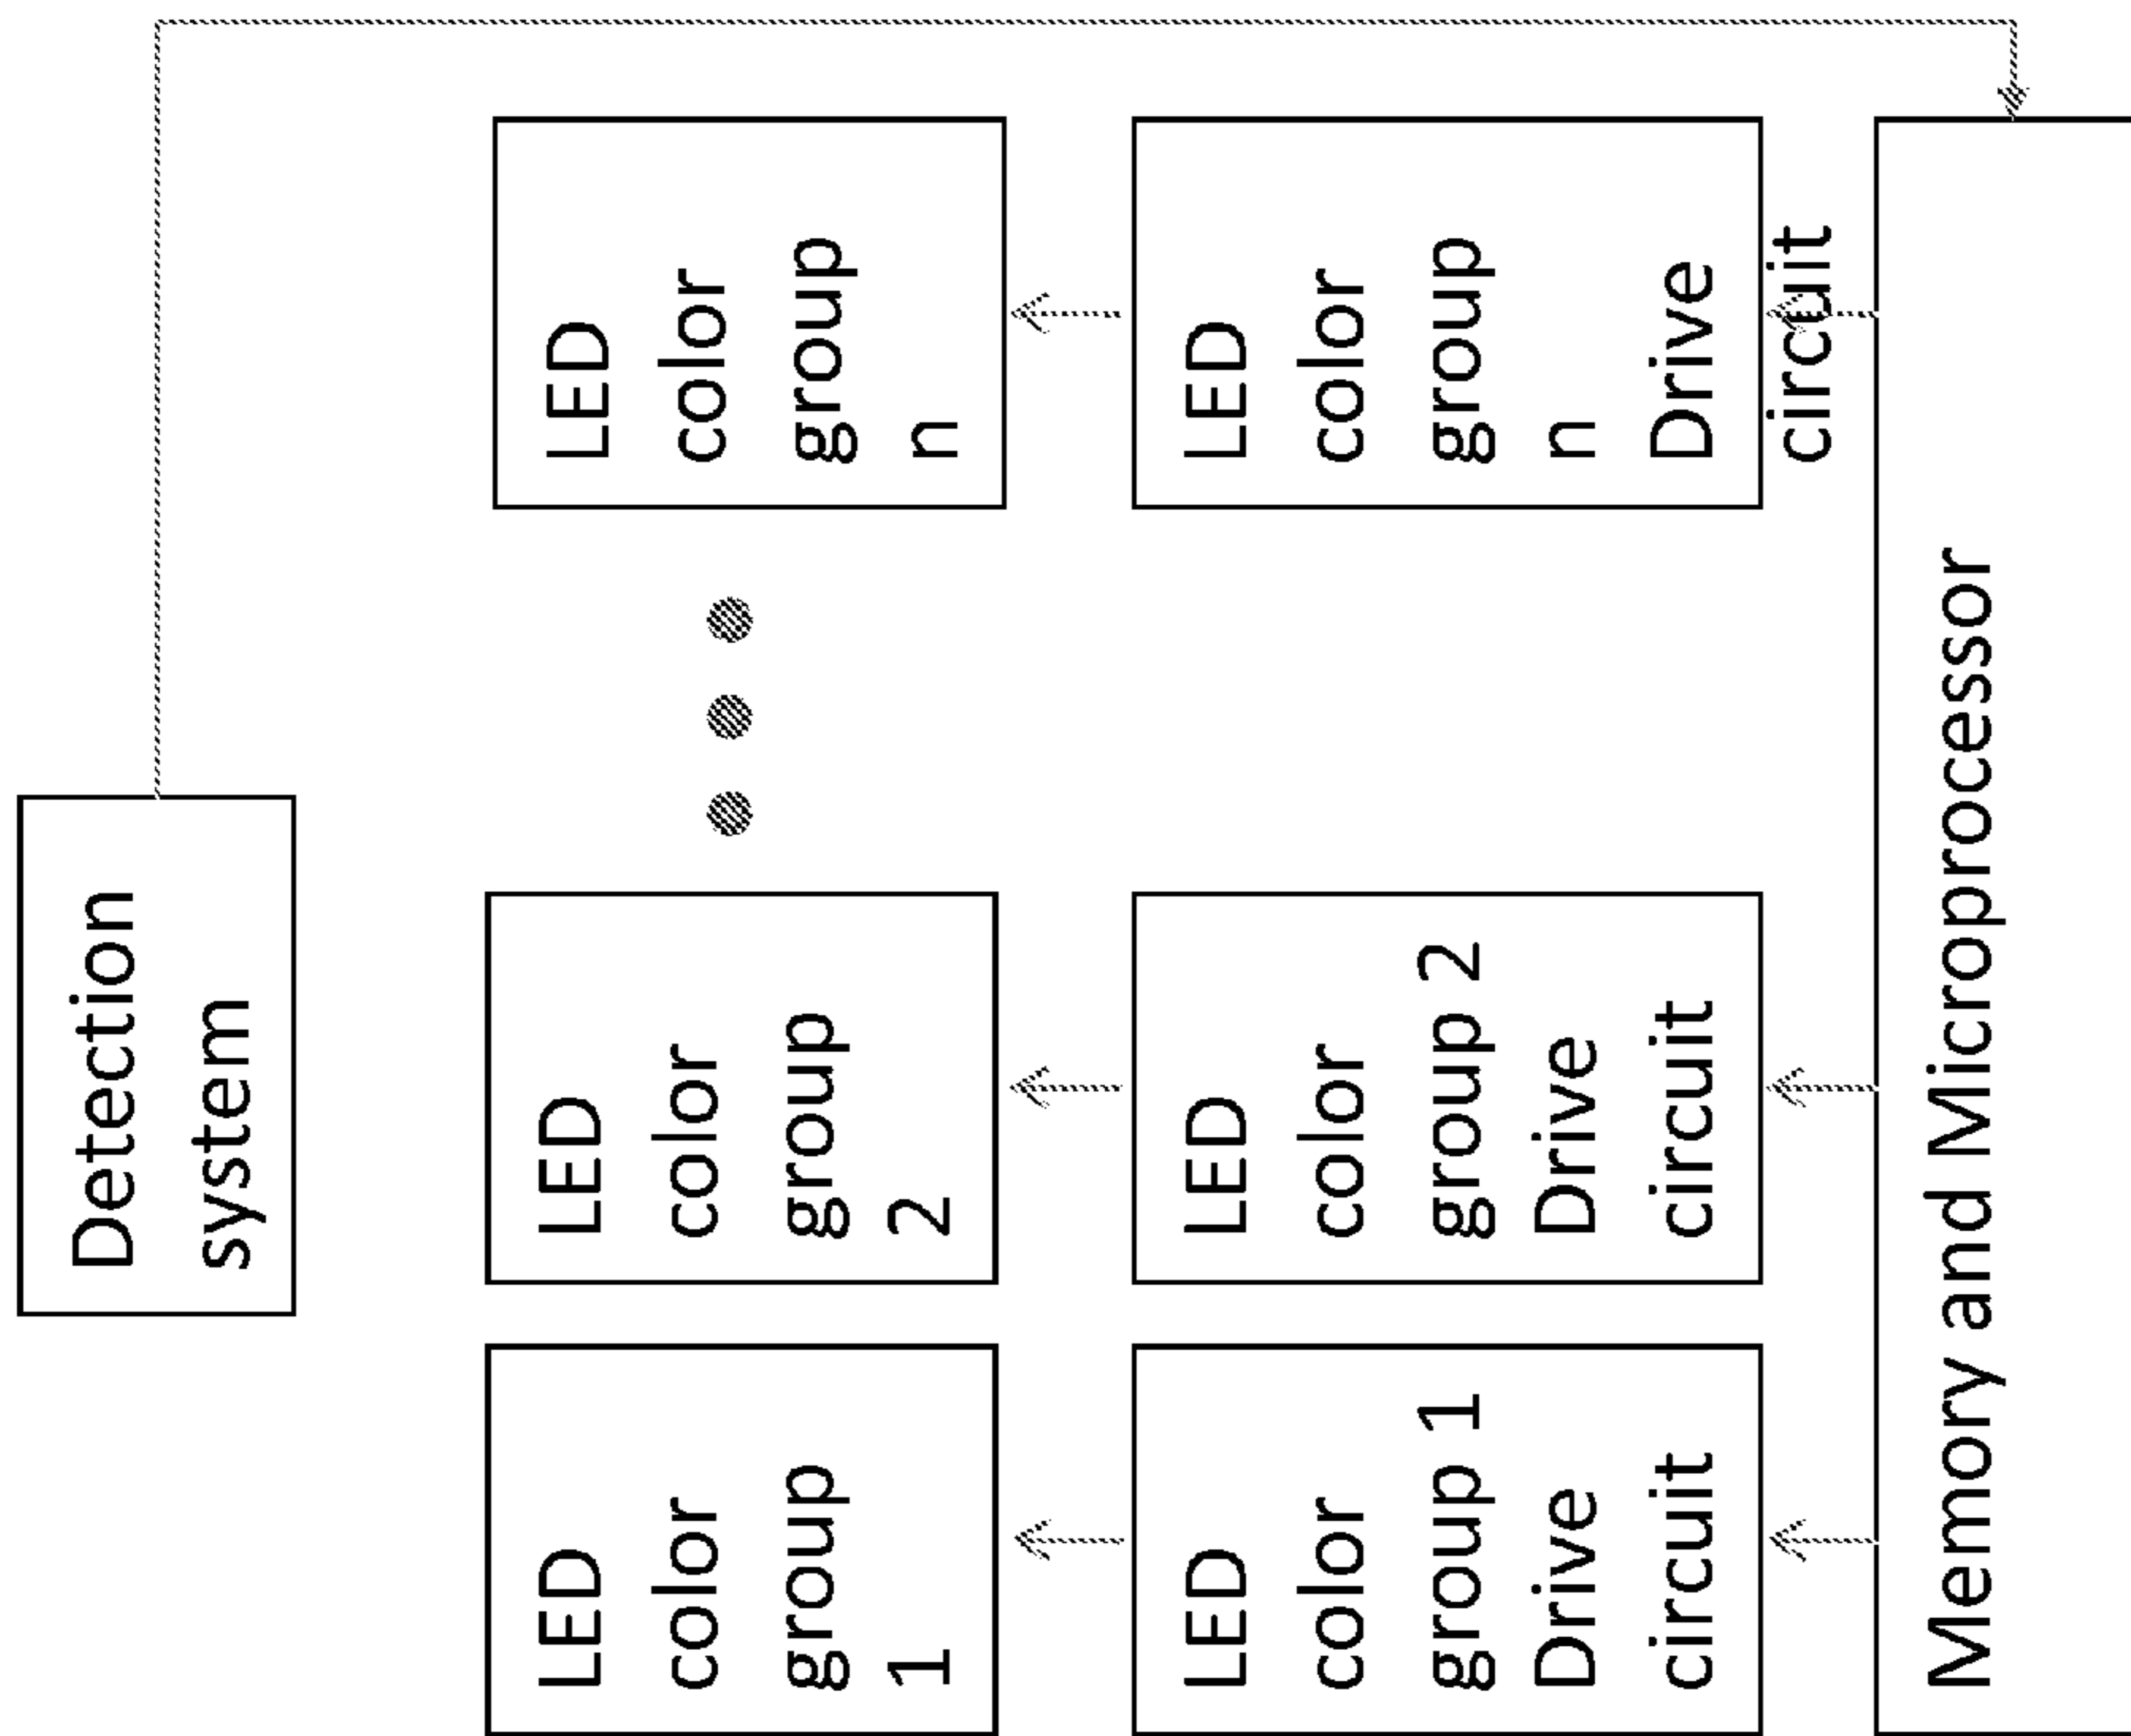 Detection
system
LED
color
group
1
LED
color
group
2
LED
color
group
n
LED
color
group 1
Drive
circuit
LED
color
group 2
Drive
circuit
LED
color
group
n
Drive
circuit
Memory and Microprocessor